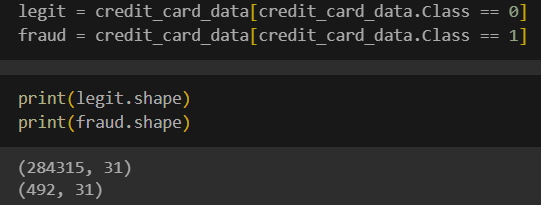 legit = credit_card_data[credit_card_data.Class == 0]
fraud = credit_card_data[credit_card_data.Class == 1]
print(legit.shape)
print(fraud.shape)
(284315, 31)
(492, 31)